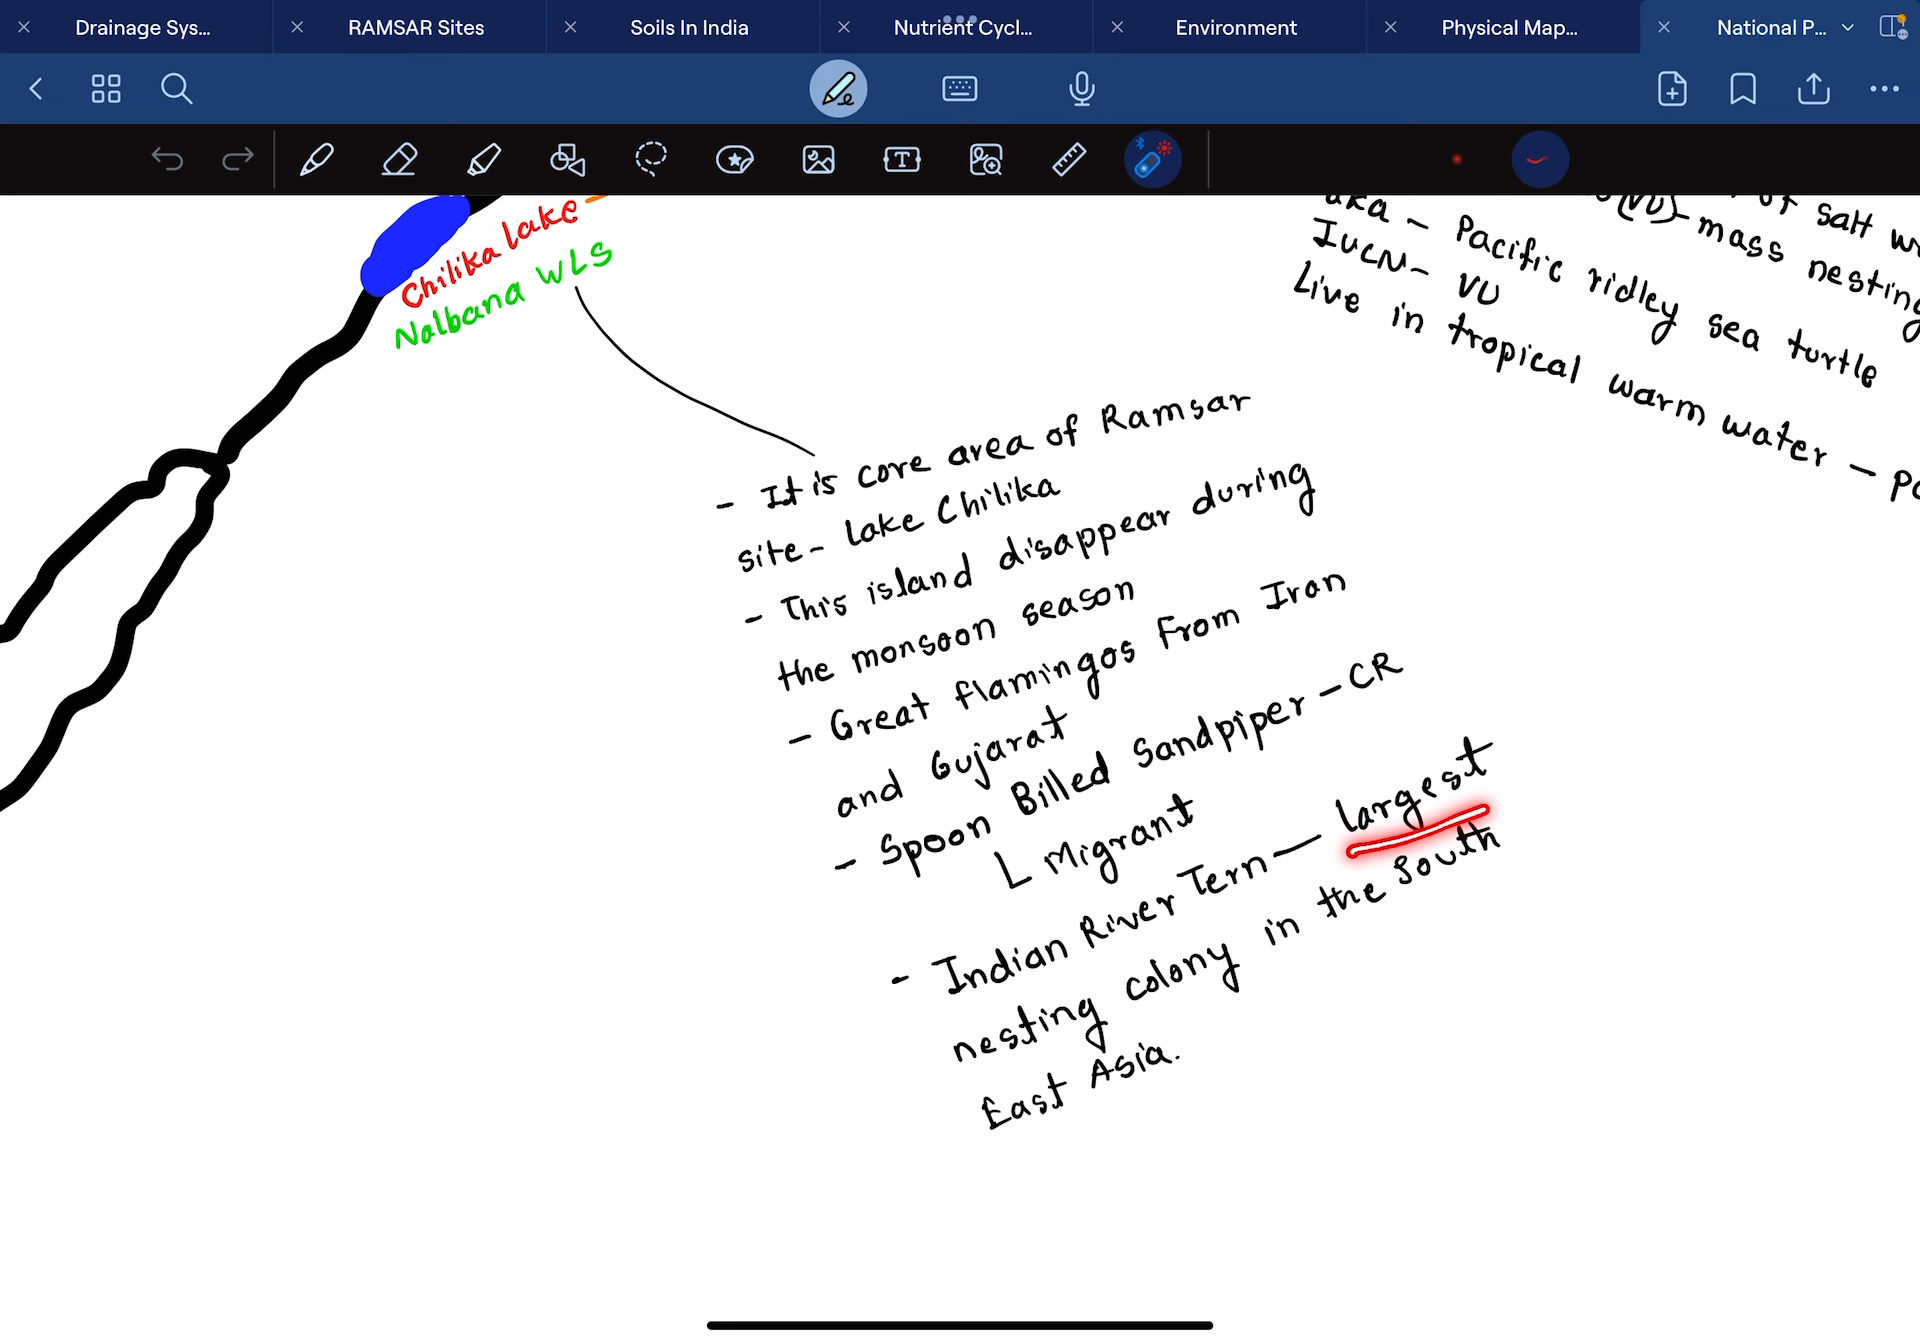 Drainage Sys...
RAMSAR Sites
Soils In India
Nutrient Cycl...
Environment
Physical Map...
National P...
Chilika lake
Nalbana WLS
of salt w
(VU)-mass nesting
aka - Pacific ridley sea turtle
IUCN- VU
Live in tropical warm water -
- It is core area of Ramsar
site- lake Chilika
- This island disappear during
the monsoon season
- Great flamingos From Iran
and Gujarat
- Spoon Billed Sandpiper - CR
Migrant
- Indian River Tern - largest
nesting colony in the South
East Asia.